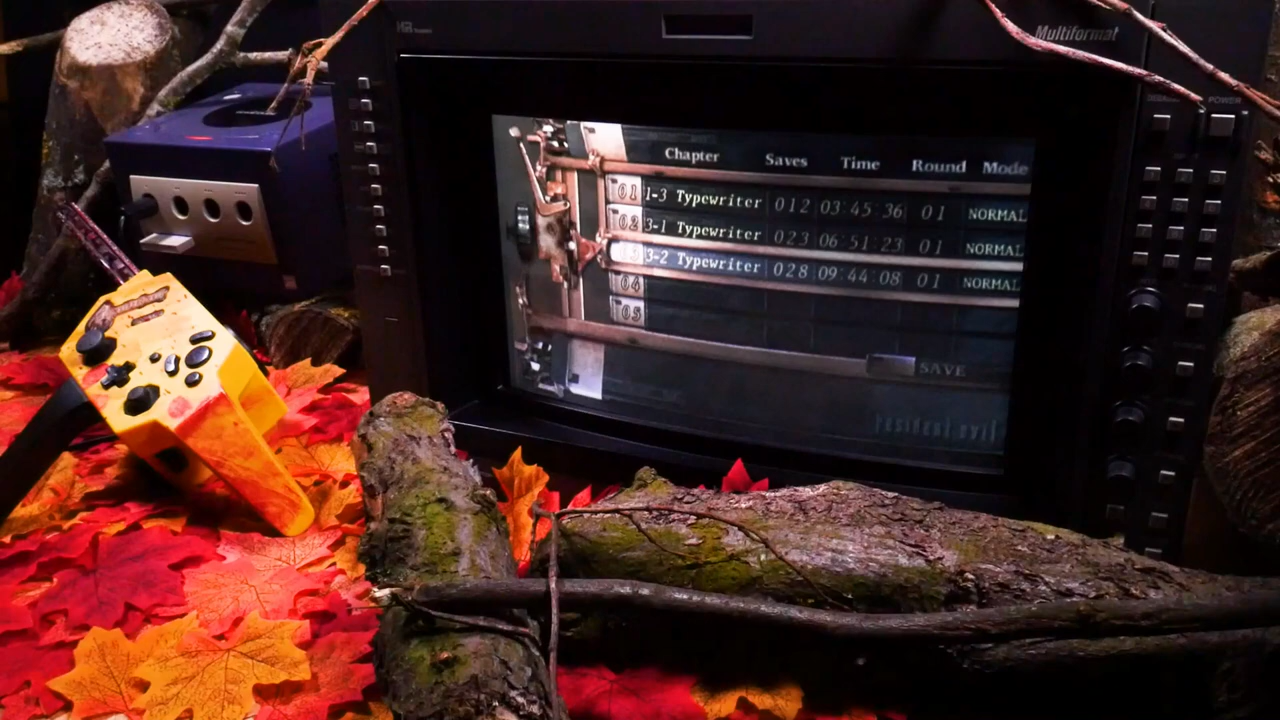 HR Trinitron
Multiformat
POWER
Chapter Saves Time Round Mode
01 1-3 Typewriter 012 03:45:36 01 NORMAL
02 3-1 Typewriter 023 06:51:23 01 NORMAL
3-2 Typewriter 028 09:44:08 01 NORMAL
04
05
SAVE
resident evil